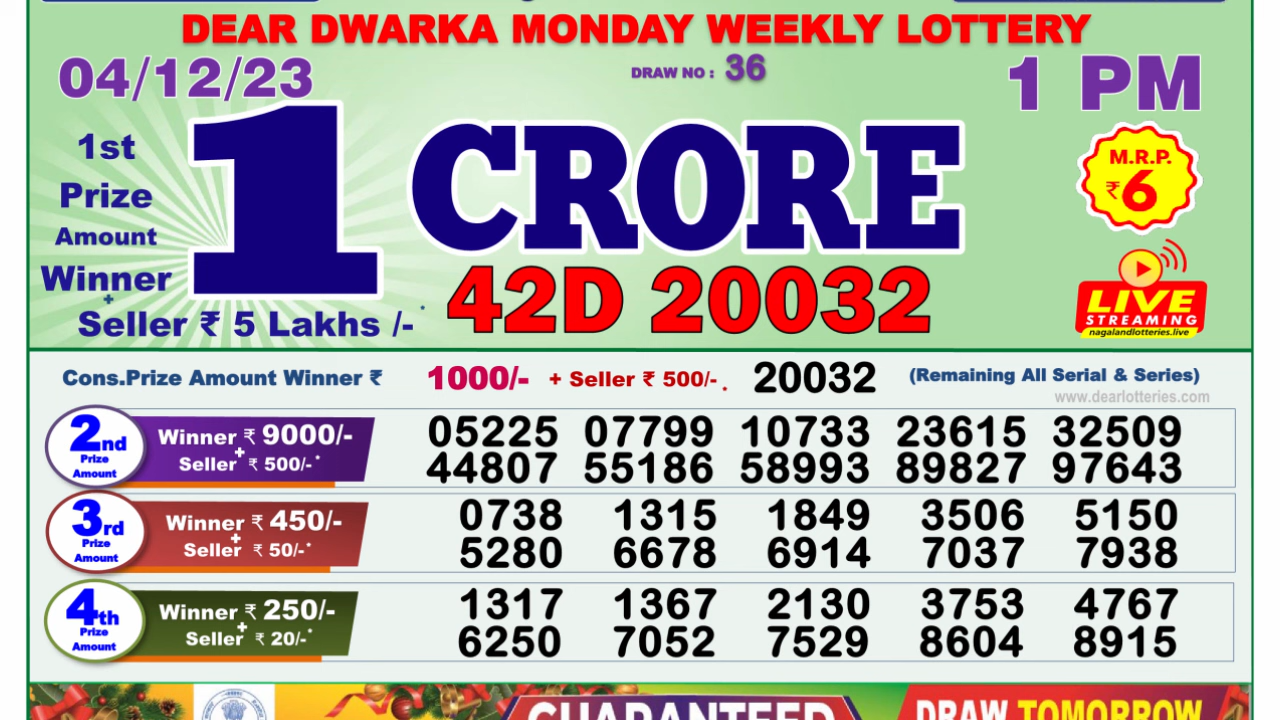 DEAR DWARKA MONDAY WEEKLY LOTTERY
04/12/23
DRAW NO : 36
1 PM
1st
Prize
Amount
Winner
+
Seller ₹ 5 Lakhs /-*
1 CRORE
42D 20032
M.R.P.
₹6
LIVE
STREAMING
nagalandlotteries.live
Cons.Prize Amount Winner ₹ 1000/- + Seller ₹ 500/- . 20032 (Remaining All Serial & Series)
www.dearlotteries.com
2nd
Prize
Amount
Winner ₹ 9000/-
+
Seller ₹ 500/-*
05225 07799 10733 23615 32509
44807 55186 58993 89827 97643
3rd
Prize
Amount
Winner ₹ 450/-
+
Seller ₹ 50/-*
0738 1315 1849 3506 5150
5280 6678 6914 7037 7938
4th
Prize
Amount
Winner ₹ 250/-
+
Seller ₹ 20/-*
1317 1367 2130 3753 4767
6250 7052 7529 8604 8915
GUARANTEED
DRAW TOMORROW